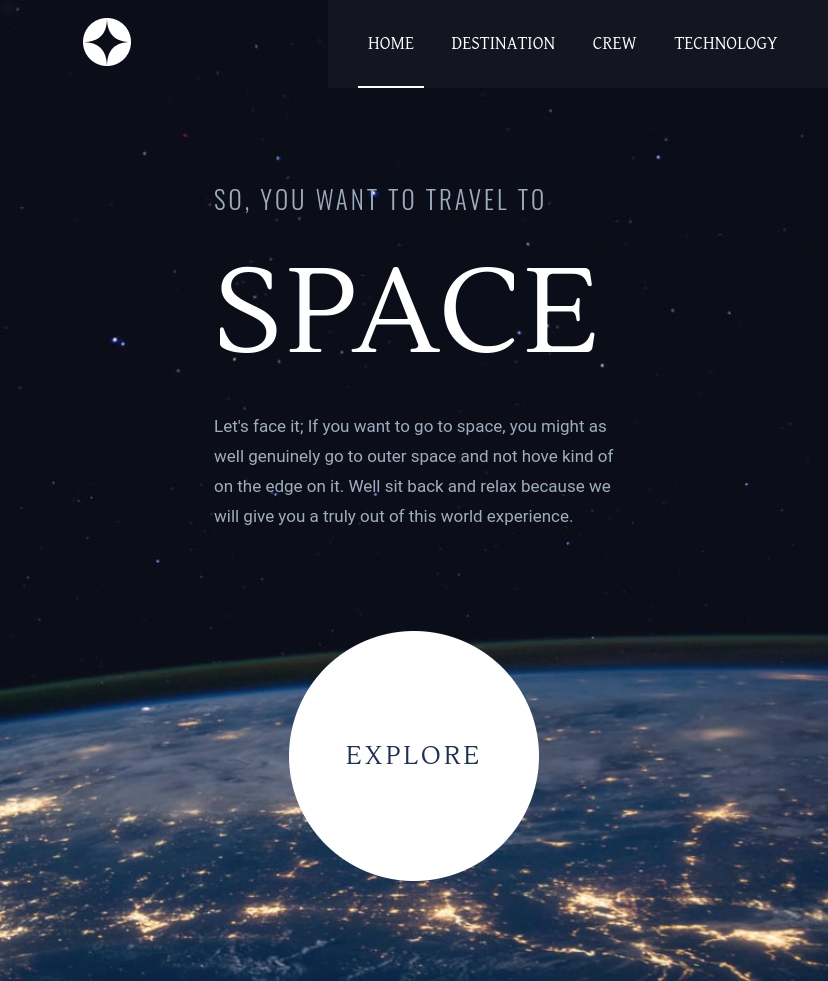 HOME DESTINATION CREW TECHNOLOGY
SO, YOU WANT TO TRAVEL TO
SPACE
Let's face it; If you want to go to space, you might as
well genuinely go to outer space and not hove kind of
on the edge on it. Well sit back and relax because we
will give you a truly out of this world experience.
EXPLORE